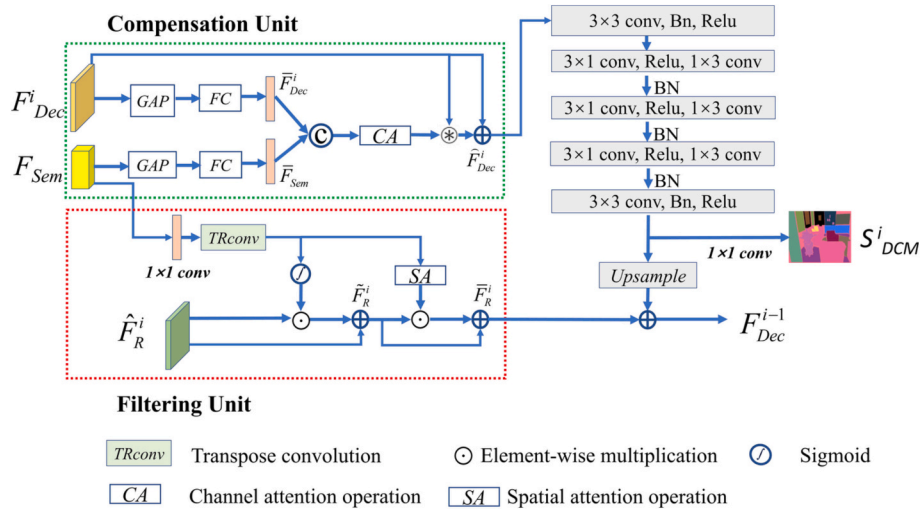 Compensation Unit
3×3 conv, Bn, Relu
3×1 conv, Relu, 1×3 conv
BN
3×1 conv, Relu, 1×3 conv
BN
3×1 conv, Relu, 1×3 conv
BN
3×3 conv, Bn, Relu
F^i_Dec
GAP
FC
F̄^i_Dec
C
CA
F̂^i_Dec
F_Sem
GAP
FC
F̄_Sem
1×1 conv
S^i_DCM
Upsample
TRconv
1×1 conv
SA
F̂^i_R
F̃^i_R
F̄^i_R
F^{i-1}_Dec
Filtering Unit
TRconv Transpose convolution
Element-wise multiplication
Sigmoid
CA Channel attention operation
SA Spatial attention operation